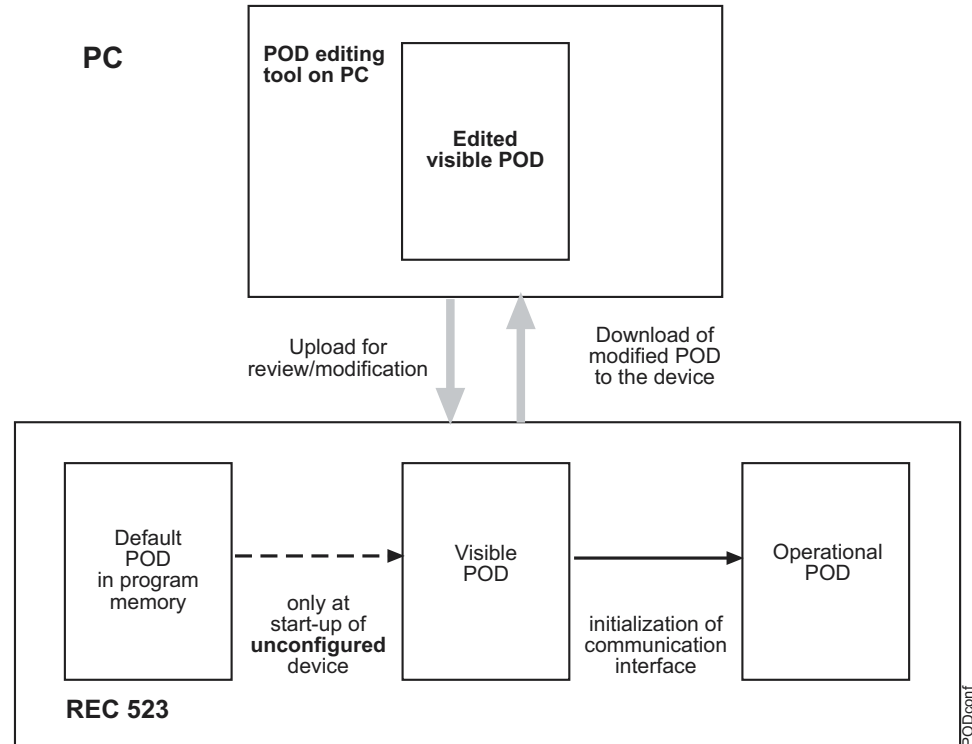 PC
POD editing
tool on PC
Edited
visible POD
Upload for
review/modification
Download of
modified POD
to the device
Default
POD
in program
memory
only at
start-up of
unconfigured
device
Visible
POD
initialization of
communication
interface
Operational
POD
REC 523
PODconf